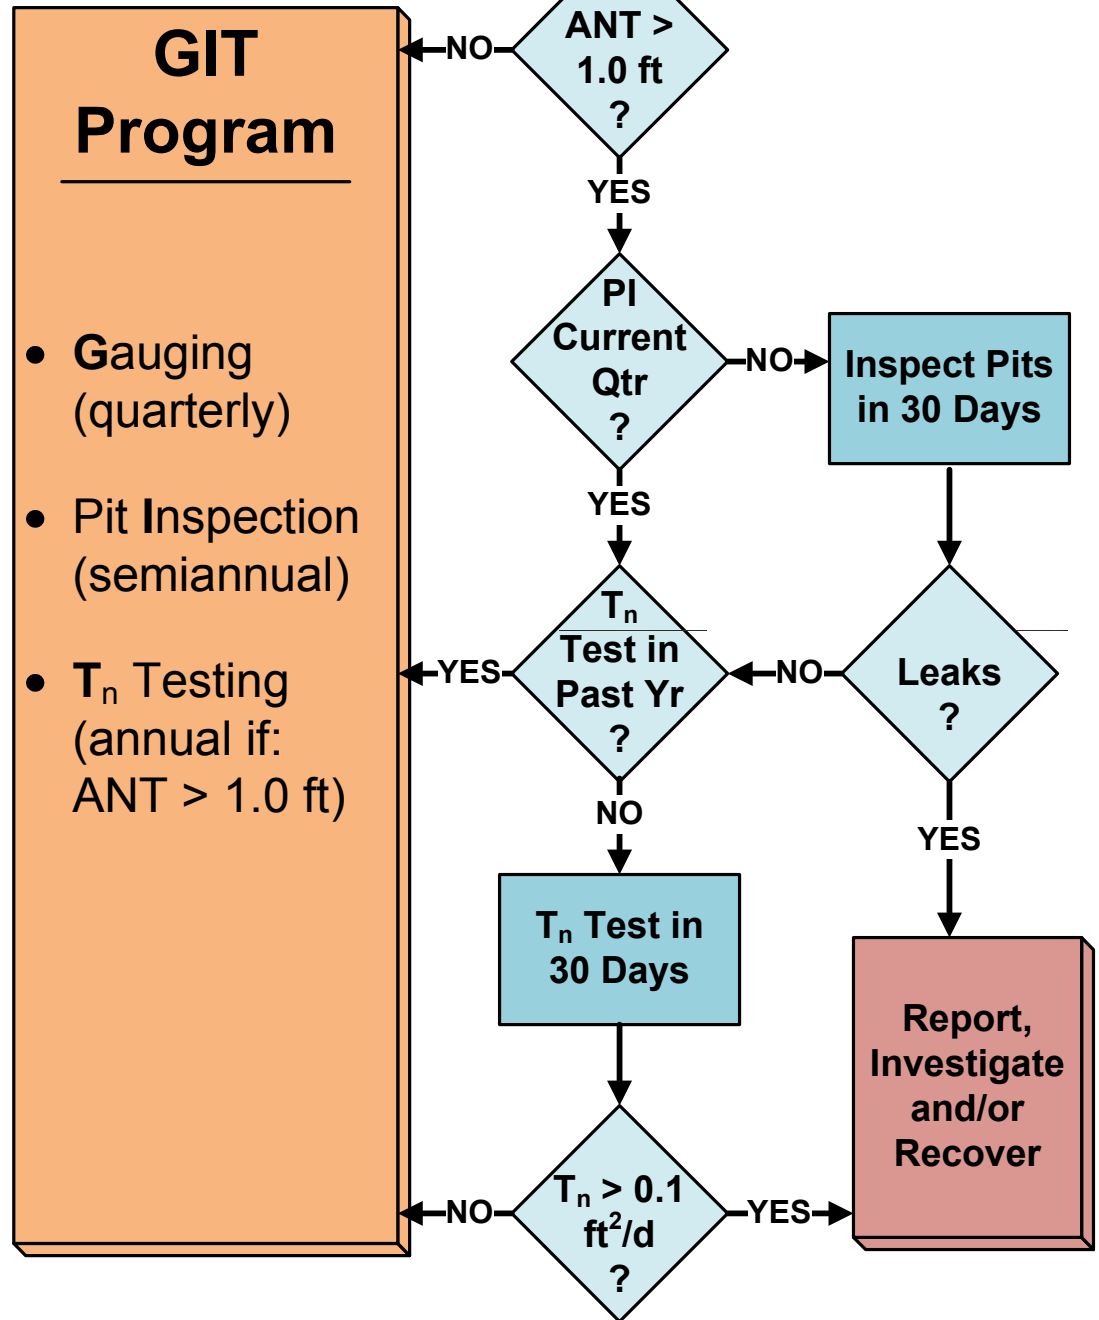 GIT
Program
• Gauging
(quarterly)
• Pit Inspection
(semiannual)
• Tn Testing
(annual if:
ANT > 1.0 ft)
ANT >
1.0 ft
?
NO
YES
PI
Current
Qtr
?
NO
Inspect Pits
in 30 Days
YES
Tn
Test in
Past Yr
?
YES
NO
Leaks
?
NO
YES
Tn Test in
30 Days
Report,
Investigate
and/or
Recover
Tn > 0.1
ft²/d
?
NO
YES